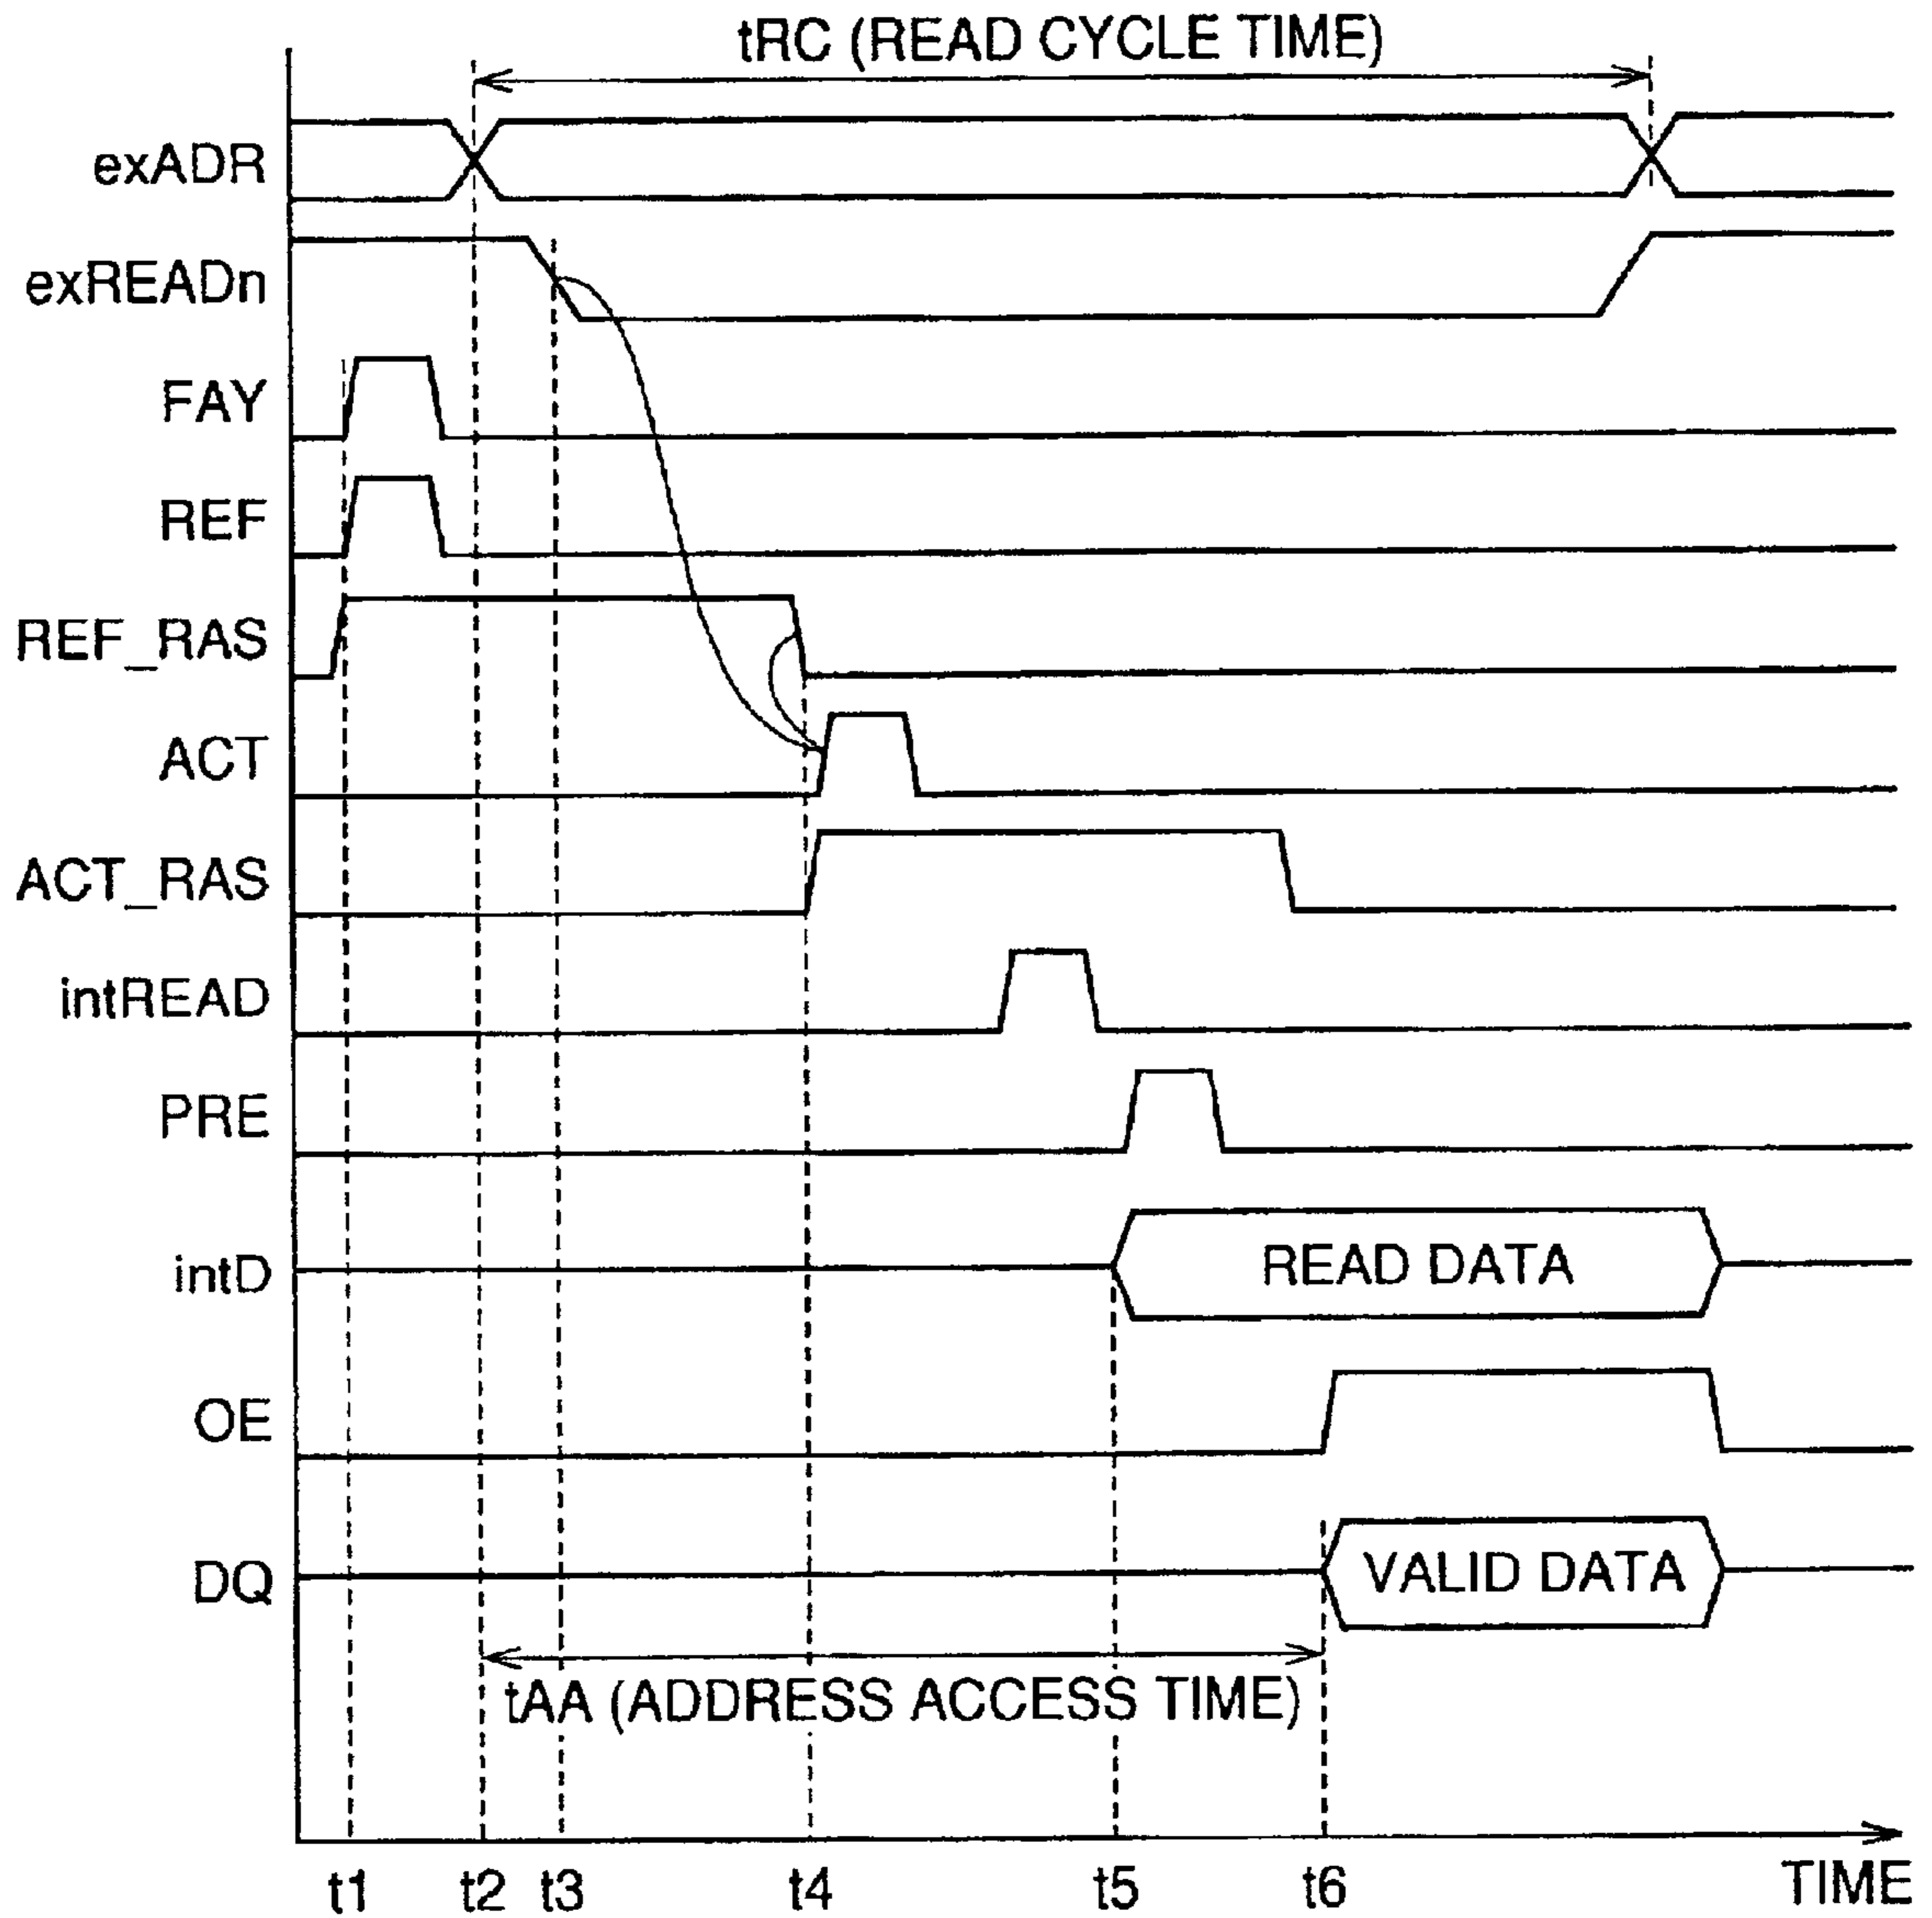 tRC (READ CYCLE TIME)
exADR
exREADn
FAY
REF
REF_RAS
ACT
ACT_RAS
intREAD
PRE
intD READ DATA
OE
DQ VALID DATA
tAA (ADDRESS ACCESS TIME)
t1 t2 t3 t4 t5 t6 TIME